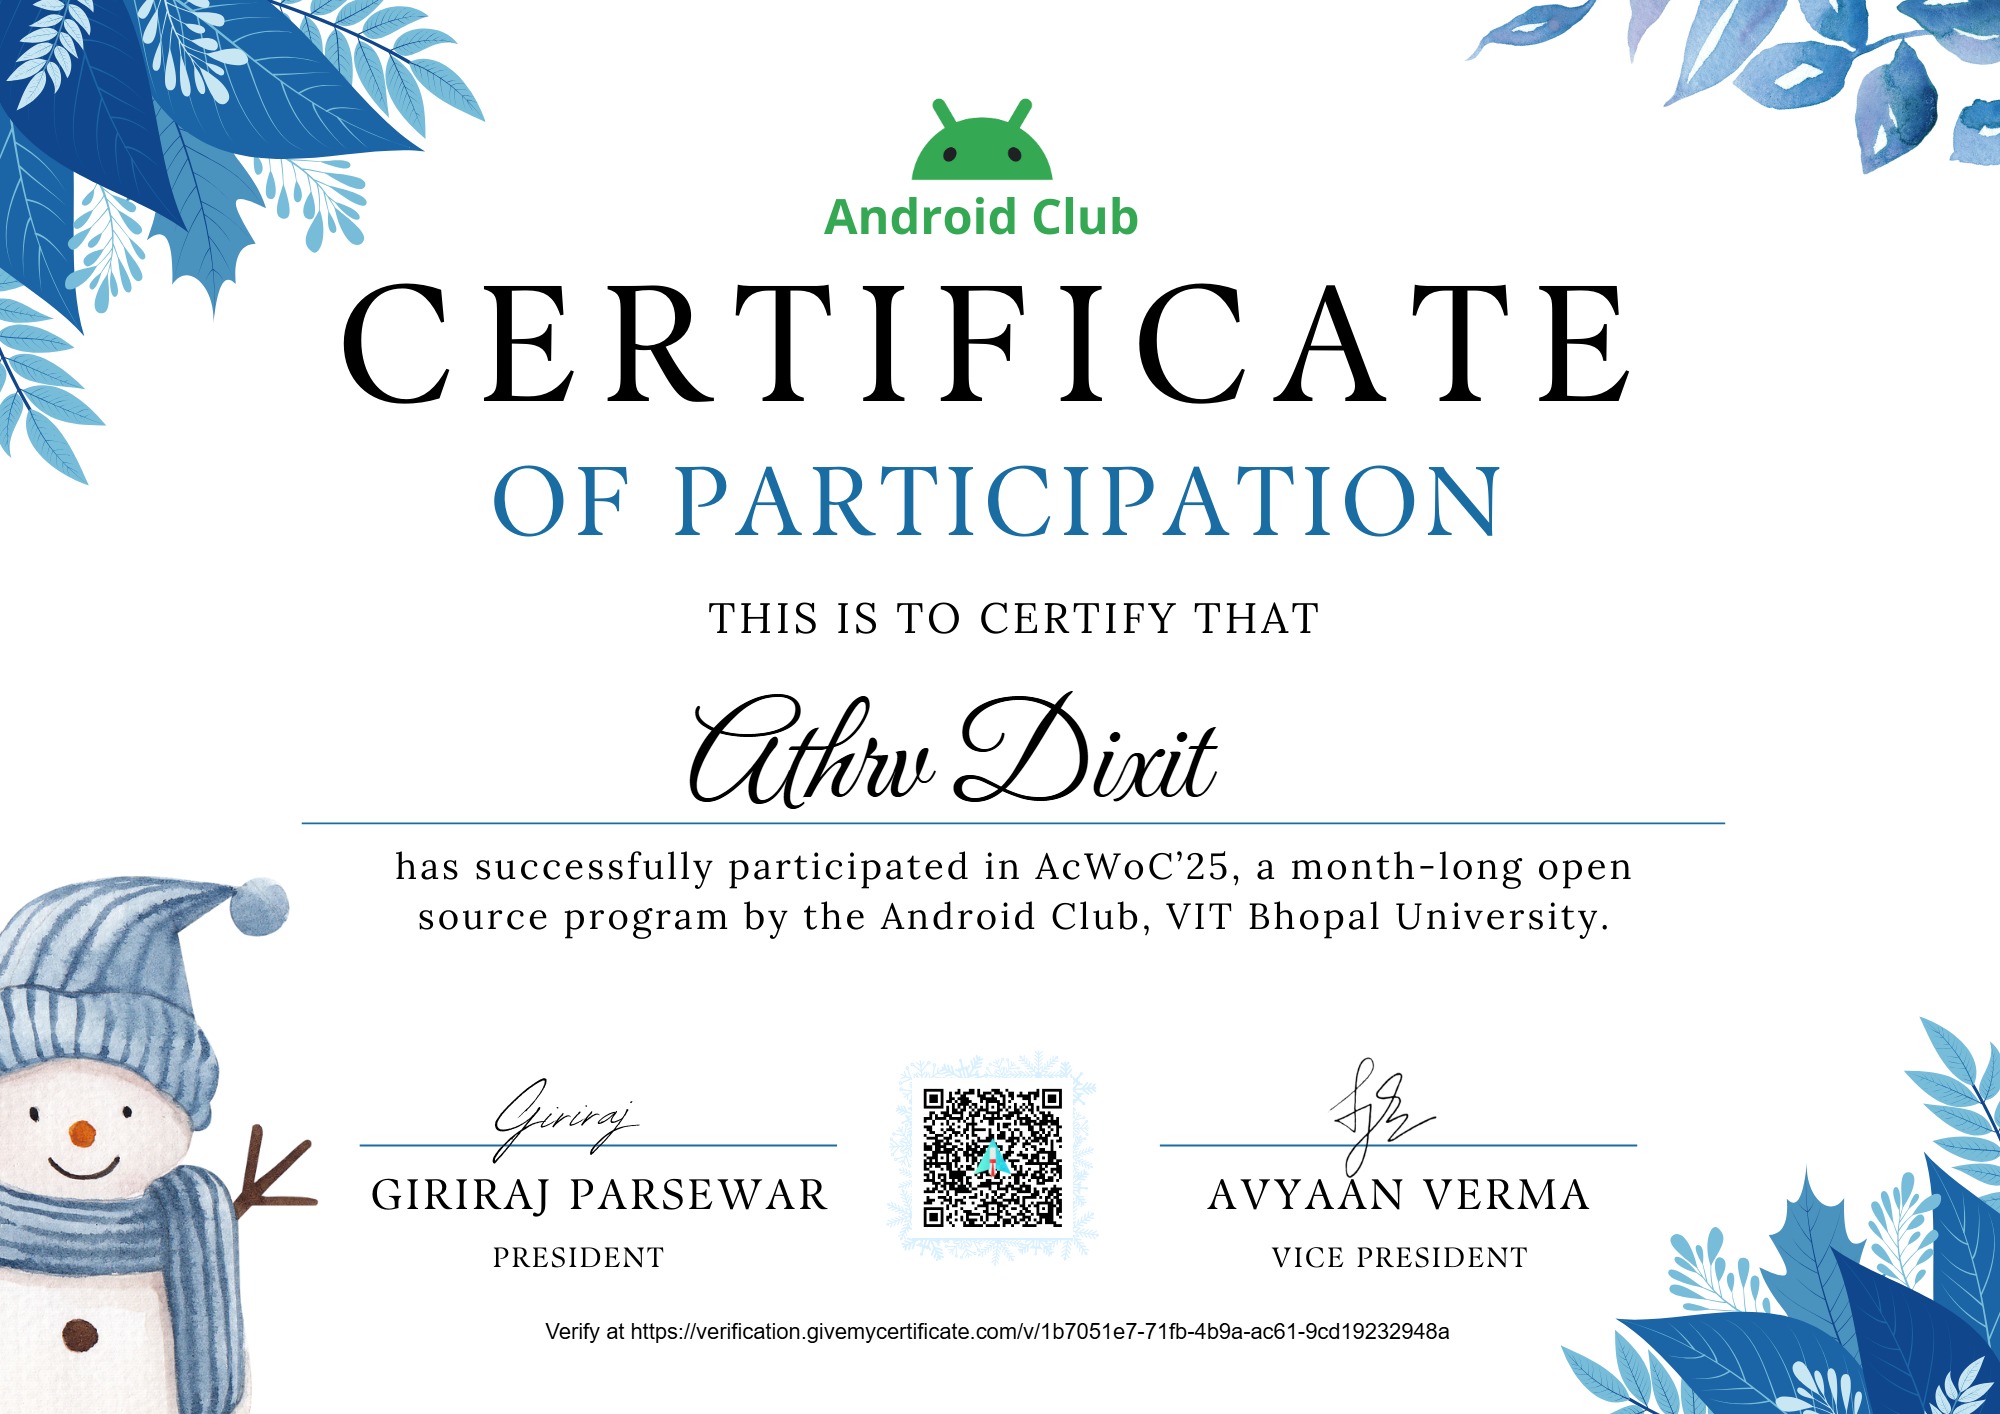 Android Club
CERTIFICATE
OF PARTICIPATION
THIS IS TO CERTIFY THAT
Athrv Dixit
has successfully participated in AcWoC’25, a month-long open
source program by the Android Club, VIT Bhopal University.
Giriraj
GIRIRAJ PARSEWAR
PRESIDENT
AVYAAN VERMA
VICE PRESIDENT
Verify at https://verification.givemycertificate.com/v/1b7051e7-71fb-4b9a-ac61-9cd19232948a